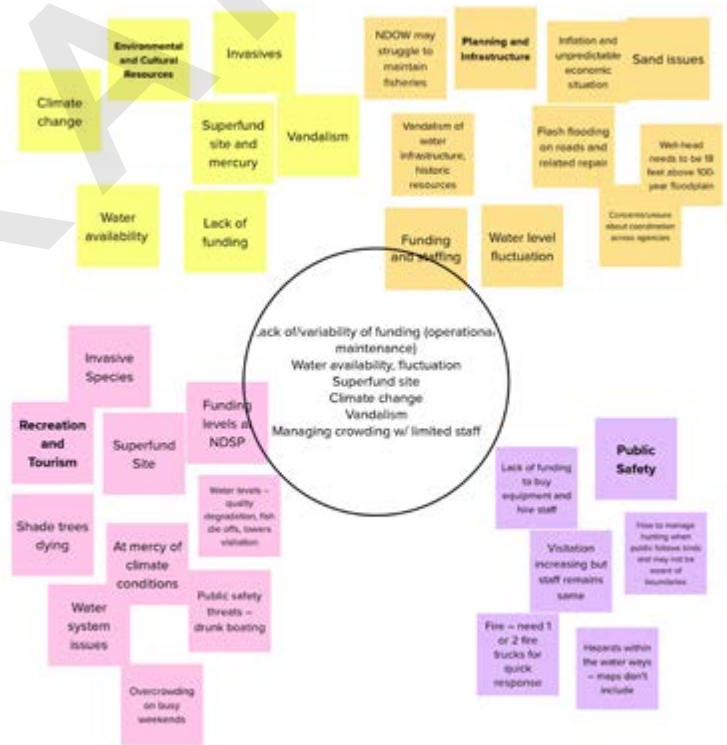 Environmental
and Cultural
Resources
Invasives
Climate
change
Superfund
site and
mercury
Vandalism
Water
availability
Lack of
funding
NDOW may
struggle to
maintain
fisheries
Planning and
Infrastructure
Inflation and
unpredictable
economic
situation
Sand issues
Vandalism of
water
infrastructure,
historic
resources
Flash flooding
on roads and
related repair
Well-head
needs to be 18
feet above 100-
year floodplain
Concerns/unsure
about coordination
across agencies
Funding
and staffing
Water level
fluctuation
Lack of/variability of funding (operational
maintenance)
Water availability, fluctuation
Superfund site
Climate change
Vandalism
Managing crowding w/ limited staff
Invasive
Species
Recreation
and
Tourism
Superfund
Site
Funding
levels at
NDSP
Shade trees
dying
At mercy of
climate
conditions
Water levels –
quality
degradation, fish
die offs, lowers
visitation
Water
system
issues
Public safety
threats –
drunk boating
Overcrowding
on busy
weekends
Public
Safety
Lack of funding
to buy
equipment and
hire staff
Visitation
increasing but
staff remains
same
How to manage
hunting when
public follows birds
and may not be
aware of
boundaries
Fire – need 1
or 2 fire
trucks for
quick
response
Hazards within
the water ways
– maps don't
include